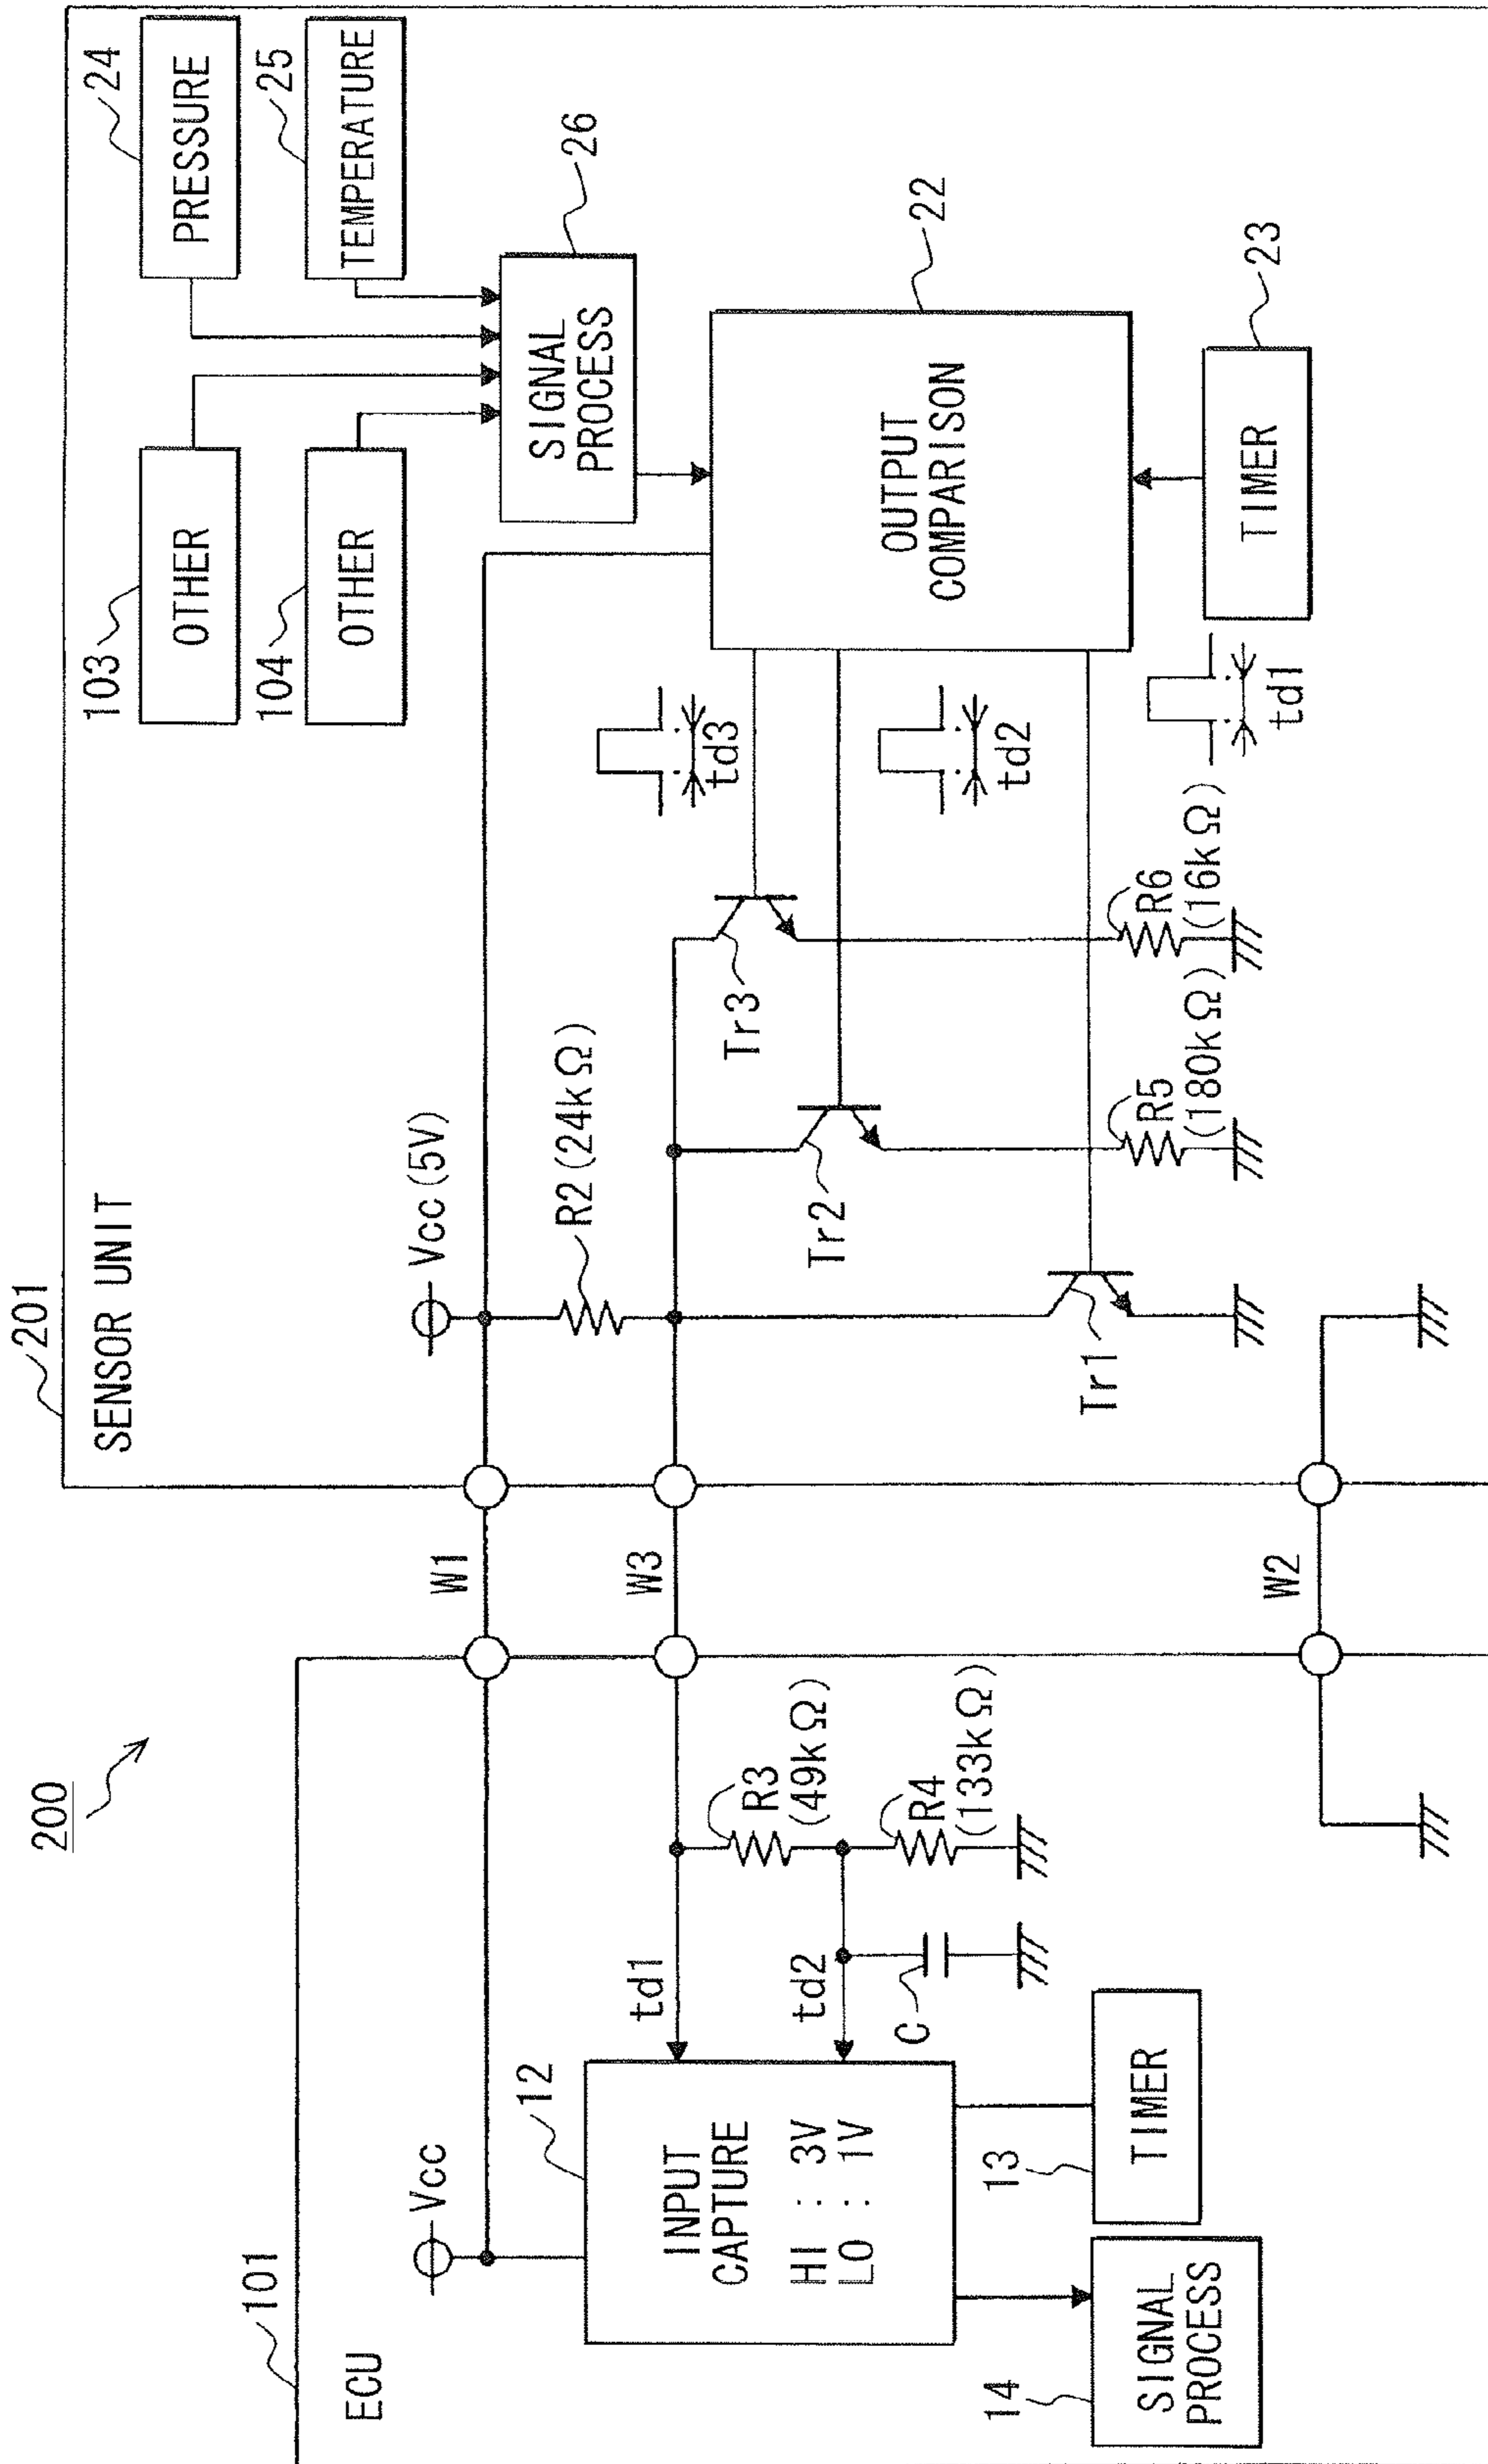 200
101
ECU
Vcc
12
INPUT
CAPTURE
HI : 3V
LO : 1V
td1
td2
C
R3
(49kΩ)
R4
(133kΩ)
13
TIMER
14
SIGNAL
PROCESS
W1
W3
W2
201
SENSOR UNIT
Vcc(5V)
R2(24kΩ)
Tr1
Tr2
Tr3
R5
(180kΩ)
R6
(16kΩ)
td3
td2
td1
103
OTHER
24
PRESSURE
104
OTHER
25
TEMPERATURE
SIGNAL
PROCESS
26
OUTPUT
COMPARISON
22
TIMER
23